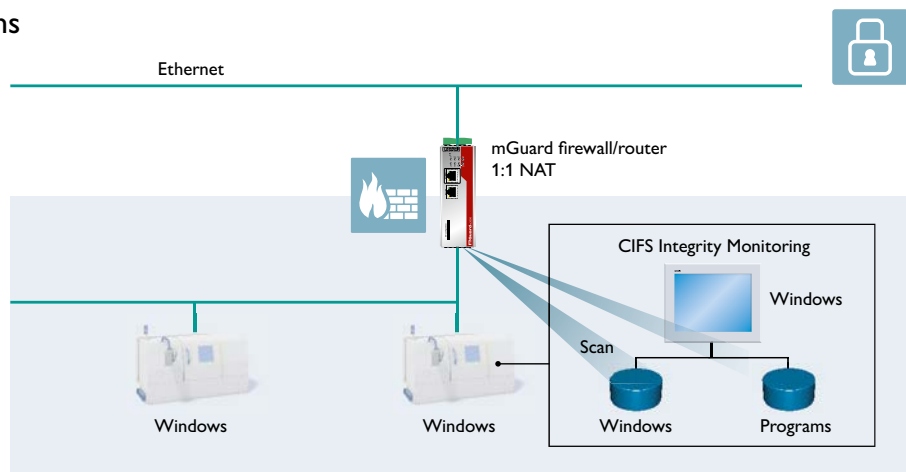 ns
Ethernet
mGuard firewall/router
1:1 NAT
CIFS Integrity Monitoring
Windows
Scan
Windows
Windows
Windows
Programs